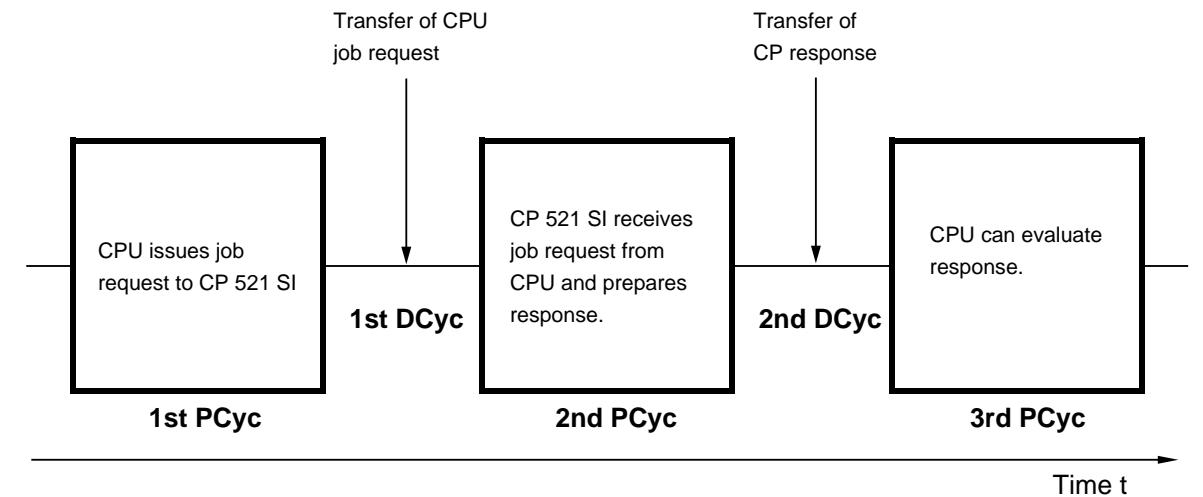 Transfer of CPU
job request
Transfer of
CP response
CPU issues job
request to CP 521 SI
1st DCyc
CP 521 SI receives
job request from
CPU and prepares
response.
2nd DCyc
CPU can evaluate
response.
1st PCyc
2nd PCyc
3rd PCyc
Time t